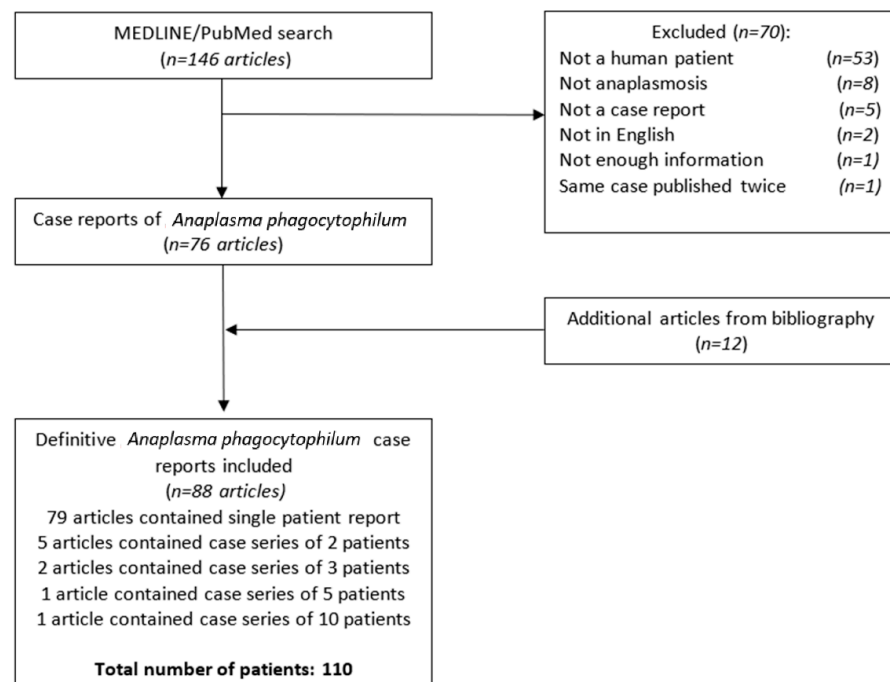 MEDLINE/PubMed search
(n=146 articles)
Excluded (n=70):
Not a human patient (n=53)
Not anaplasmosis (n=8)
Not a case report (n=5)
Not in English (n=2)
Not enough information (n=1)
Same case published twice (n=1)
Case reports of Anaplasma phagocytophilum
(n=76 articles)
Additional articles from bibliography
(n=12)
Definitive Anaplasma phagocytophilum case
reports included
(n=88 articles)
79 articles contained single patient report
5 articles contained case series of 2 patients
2 articles contained case series of 3 patients
1 article contained case series of 5 patients
1 article contained case series of 10 patients
Total number of patients: 110